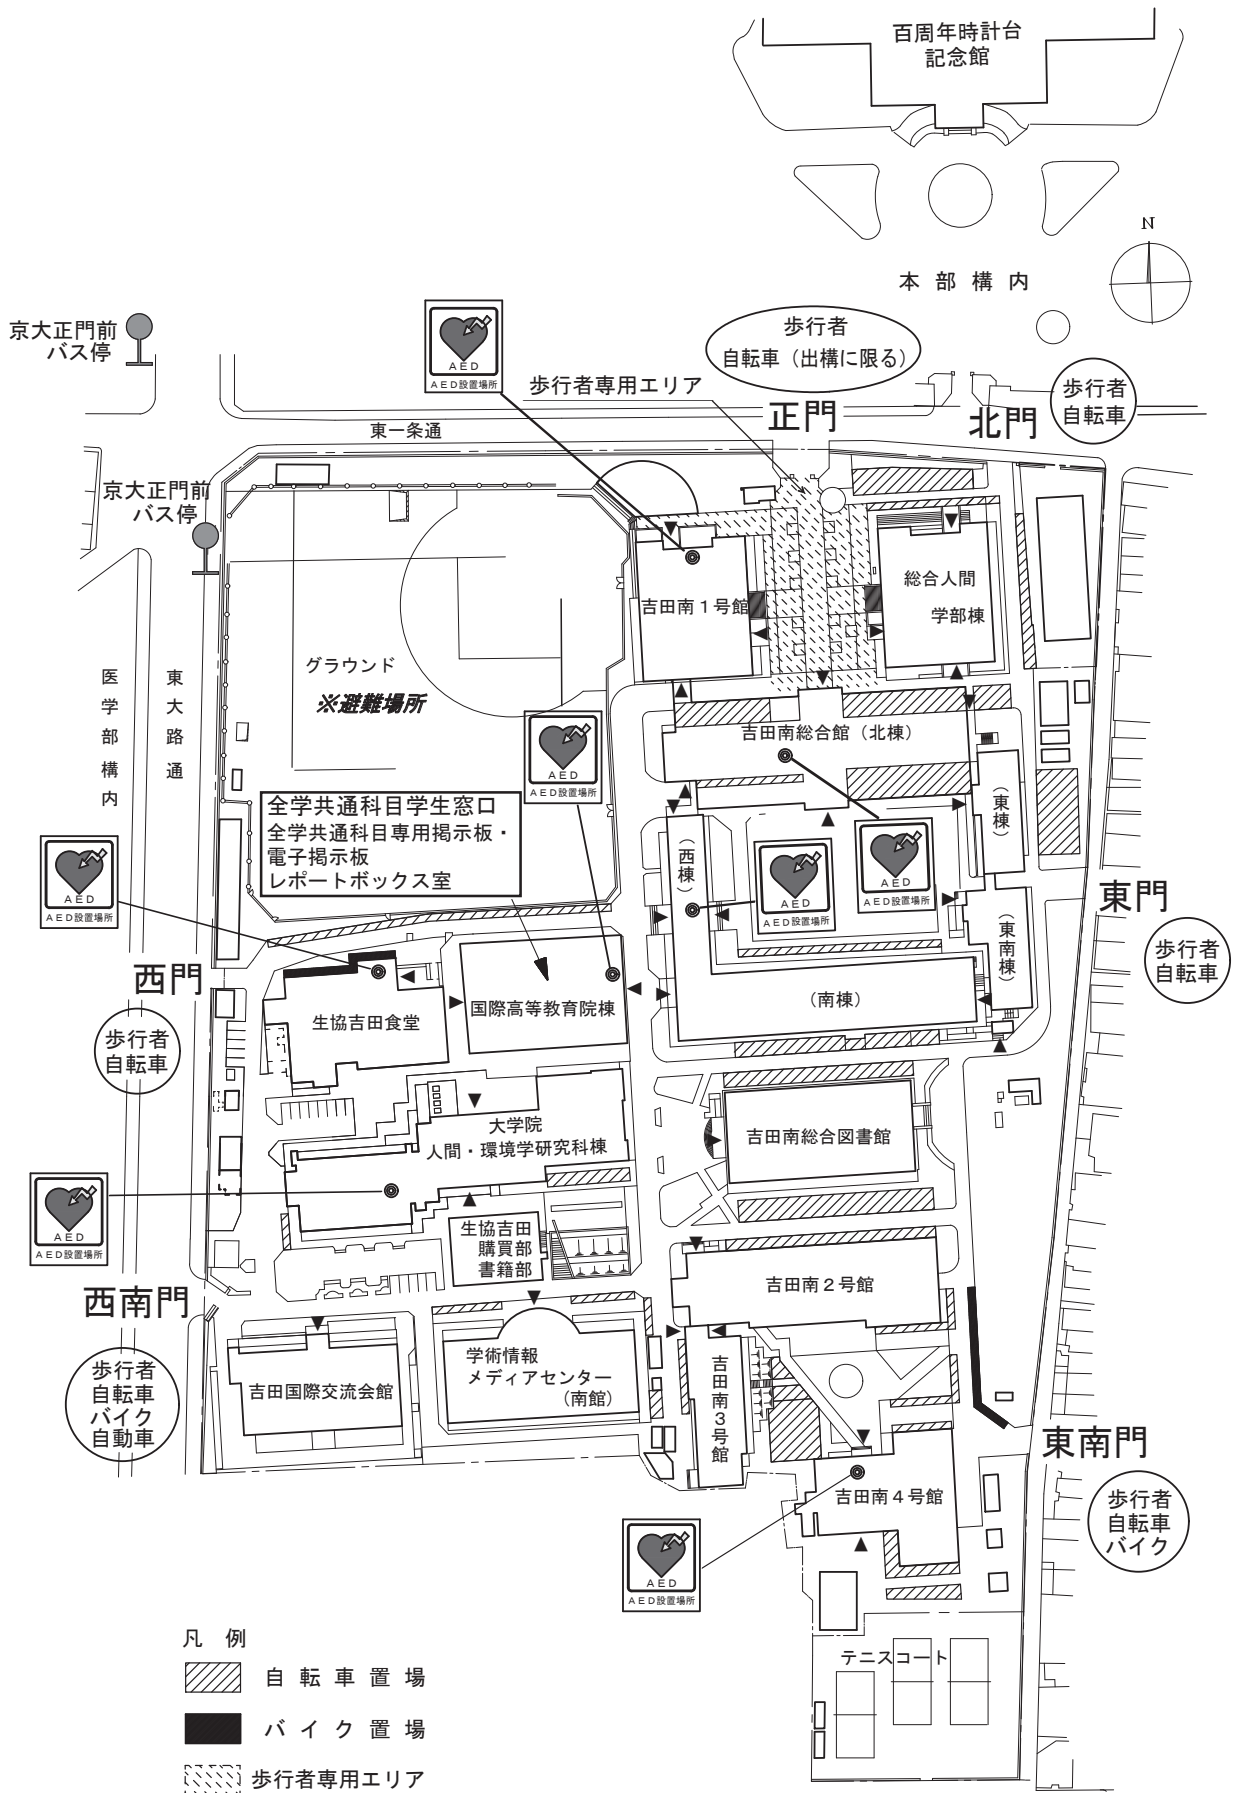 百周年時計台
記念館
N
本部構内
京大正門前
バス停
AED
AED設置場所
歩行者
自転車（出構に限る）
歩行者専用エリア
歩行者
自転車
正門
北門
東一条通
京大正門前
バス停
総合人間
学部棟
吉田南１号館
グラウンド
※避難場所
医学部構内
東大路通
吉田南総合館（北棟）
AED
AED設置場所
全学共通科目学生窓口
全学共通科目専用掲示板・
電子掲示板
レポートボックス室
（東棟）
（西棟）
AED
AED設置場所
AED
AED設置場所
AED
AED設置場所
東門
歩行者
自転車
（東南棟）
西門
歩行者
自転車
生協吉田食堂
国際高等教育院棟
（南棟）
大学院
人間・環境学研究科棟
吉田南総合図書館
AED
AED設置場所
生協吉田
購買部
書籍部
吉田南２号館
西南門
歩行者
自転車
バイク
自動車
吉田国際交流会館
学術情報
メディアセンター
（南館）
吉田南３号館
東南門
歩行者
自転車
バイク
吉田南４号館
AED
AED設置場所
テニスコート
凡例
自転車置場
バイク置場
歩行者専用エリア